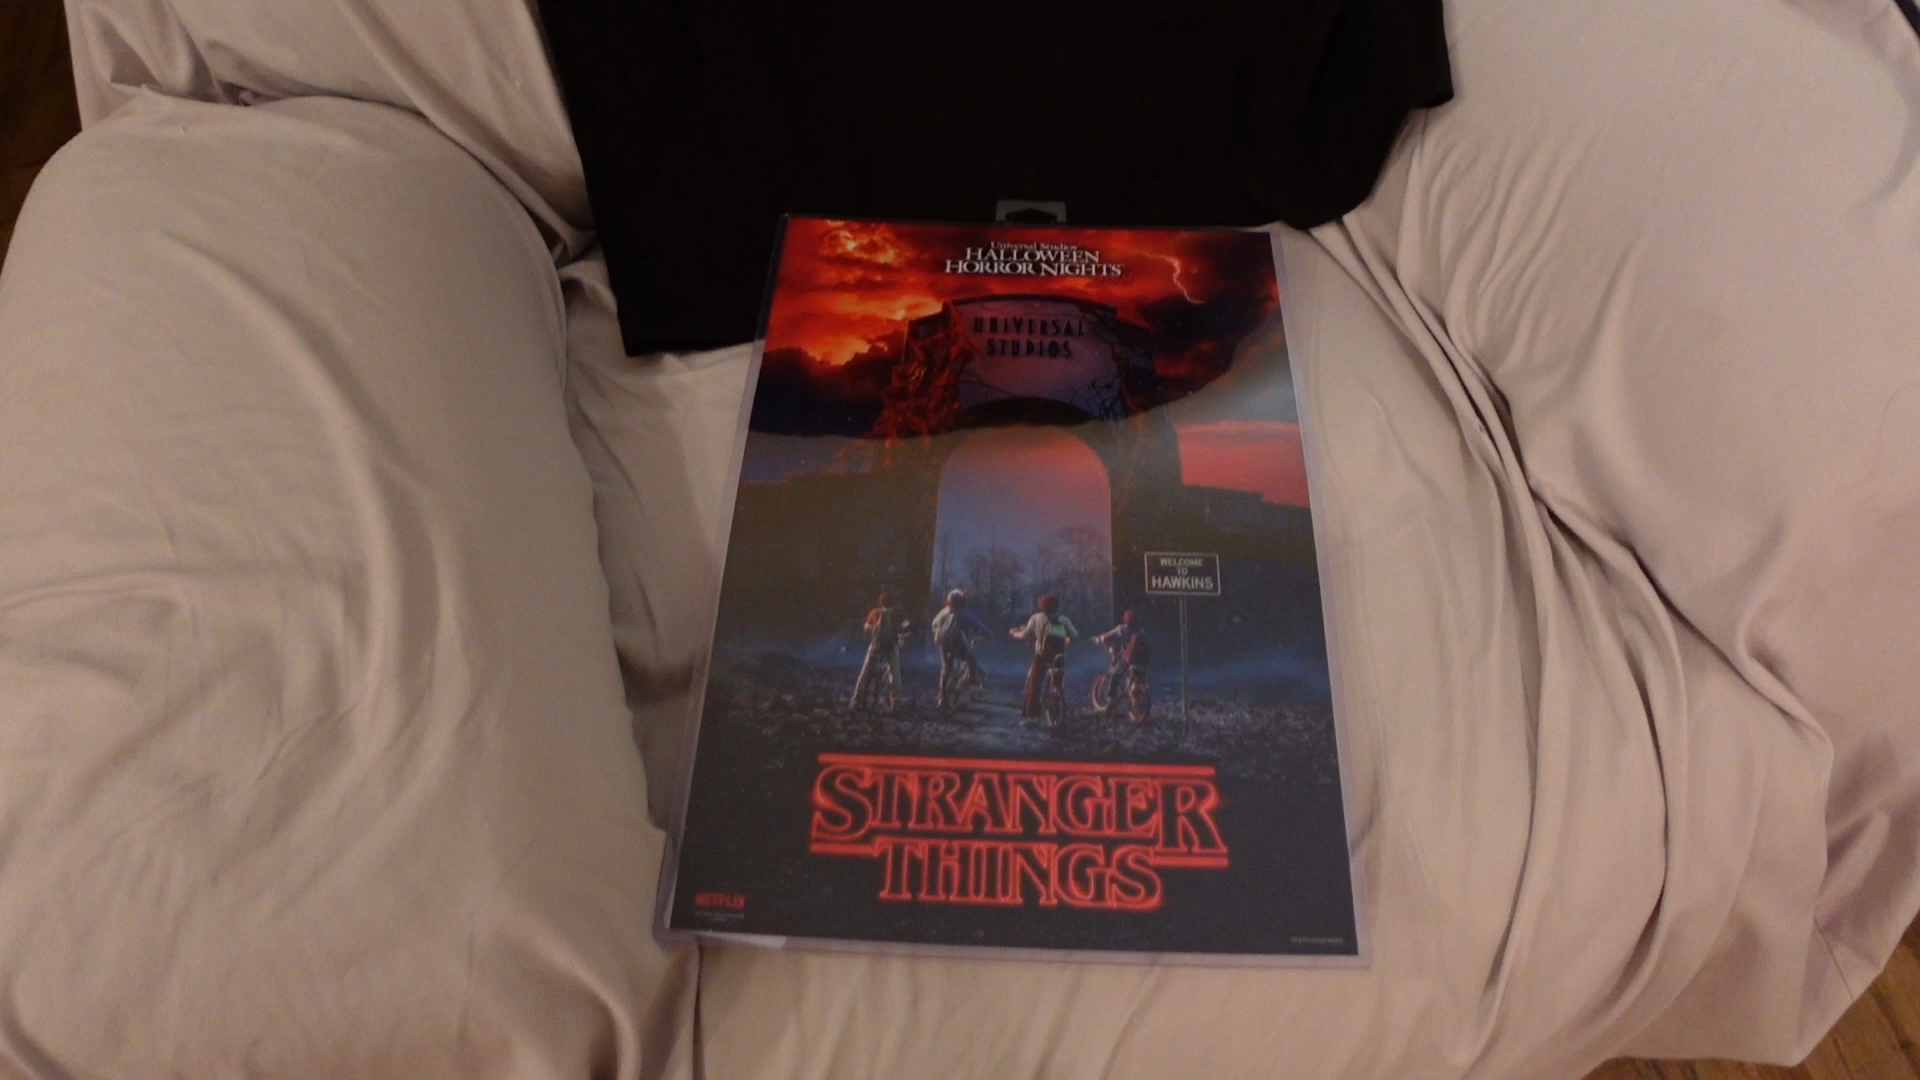 Universal Studios
HALLOWEEN
HORROR NIGHTS
UNIVERSAL
STUDIOS
WELCOME
TO
HAWKINS
STRANGER
THINGS
NETFLIX